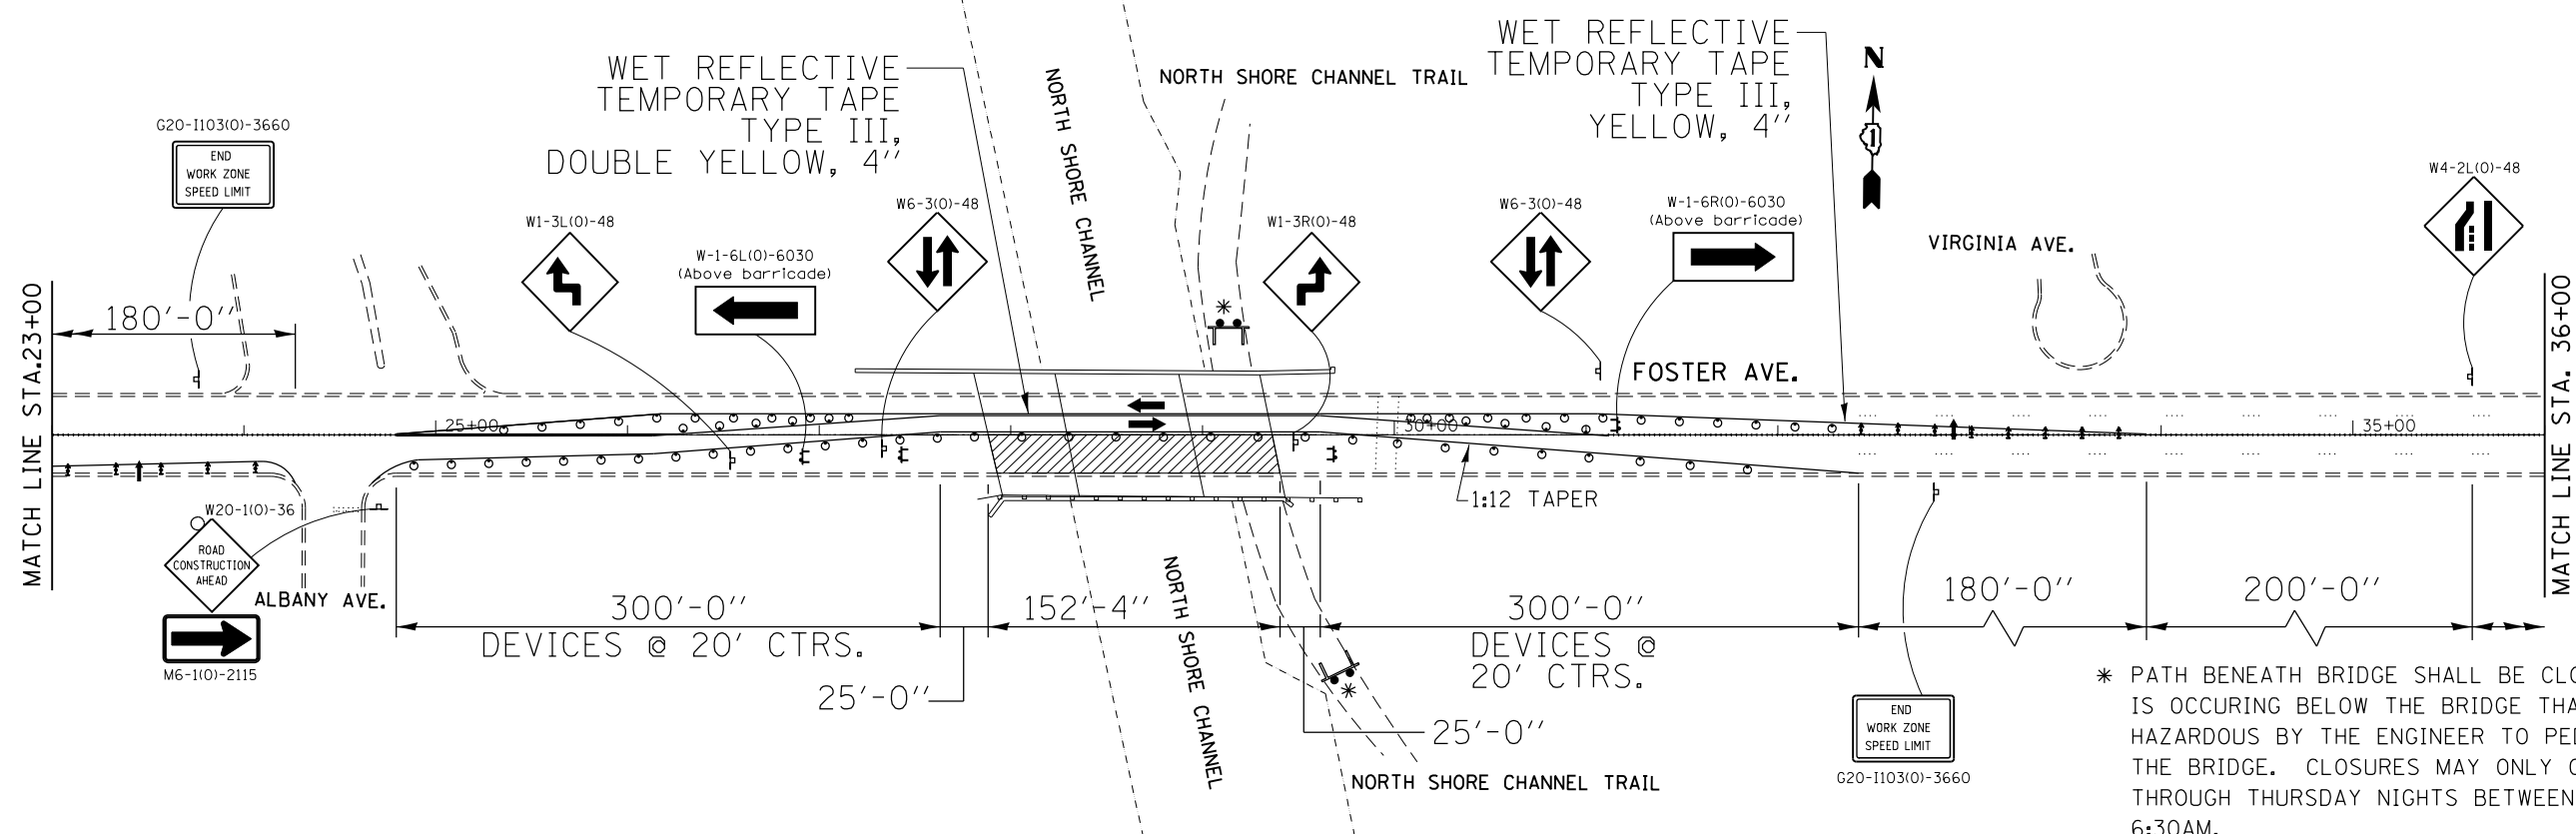 WET REFLECTIVE
TEMPORARY TAPE
TYPE III,
DOUBLE YELLOW, 4''
NORTH SHORE CHANNEL
NORTH SHORE CHANNEL TRAIL
WET REFLECTIVE
TEMPORARY TAPE
TYPE III,
YELLOW, 4''
N
1
G20-I103(0)-3660
END
WORK ZONE
SPEED LIMIT
W1-3L(0)-48
W-1-6L(0)-6030
(Above barricade)
W6-3(0)-48
W1-3R(0)-48
W6-3(0)-48
W-1-6R(0)-6030
(Above barricade)
VIRGINIA AVE.
W4-2L(0)-48
MATCH LINE STA.23+00
180'-0''
*
FOSTER AVE.
MATCH LINE STA. 36+00
25+00
30+00
35+00
1:12 TAPER
W20-1(0)-36
ROAD
CONSTRUCTION
AHEAD
M6-1(0)-2115
ALBANY AVE.
300'-0''
DEVICES @ 20' CTRS.
25'-0''
152'-4''
NORTH SHORE CHANNEL
*
25'-0''
NORTH SHORE CHANNEL TRAIL
300'-0''
DEVICES @
20' CTRS.
180'-0''
200'-0''
END
WORK ZONE
SPEED LIMIT
G20-I103(0)-3660
* PATH BENEATH BRIDGE SHALL BE CLO
IS OCCURING BELOW THE BRIDGE THA
HAZARDOUS BY THE ENGINEER TO PE
THE BRIDGE. CLOSURES MAY ONLY
THROUGH THURSDAY NIGHTS BETWEEN
6:30AM.